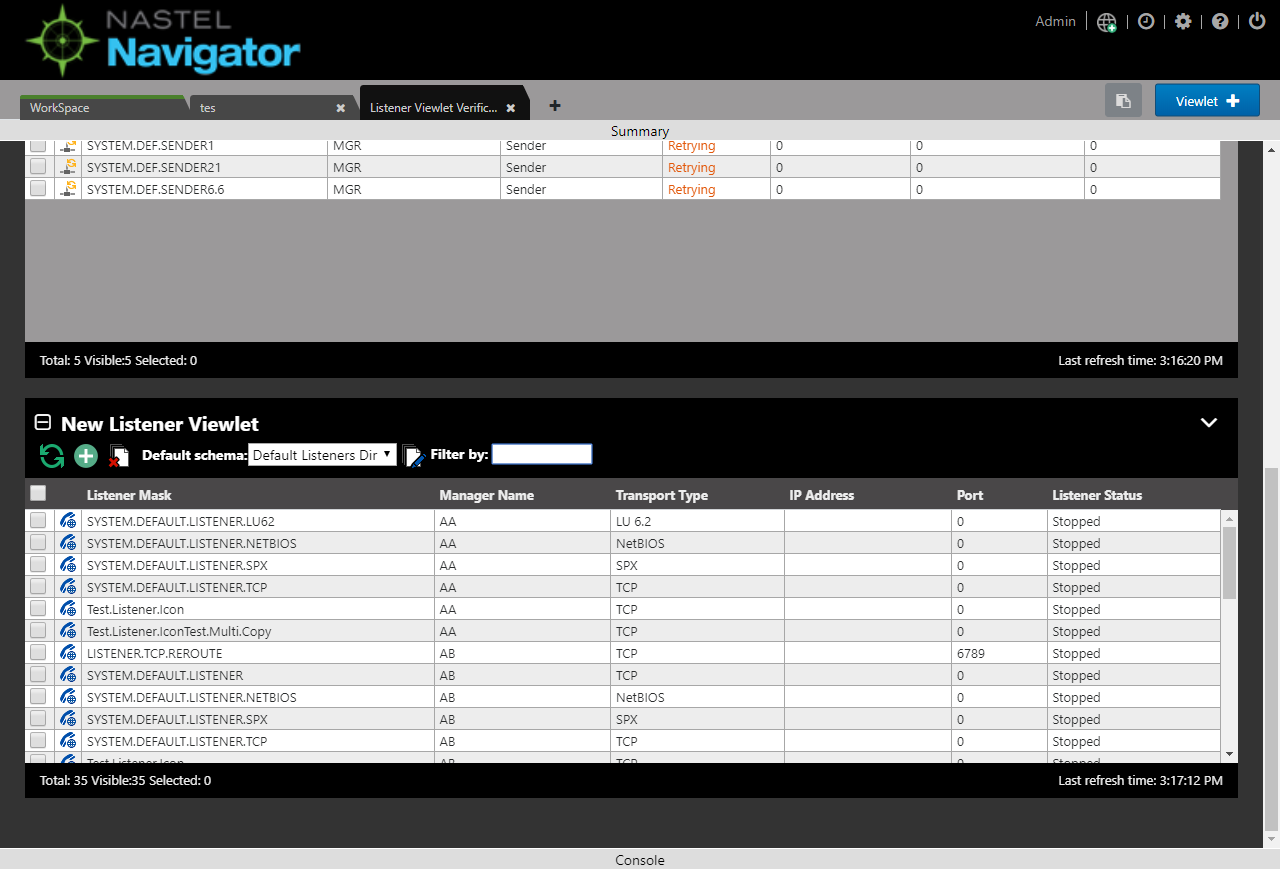 NASTEL
Navigator
Admin
WorkSpace tes Listener Viewlet Verific... Viewlet
Summary
SYSTEM.DEF.SENDER1 MGR Sender Retrying 0 0 0
SYSTEM.DEF.SENDER21 MGR Sender Retrying 0 0 0
SYSTEM.DEF.SENDER6.6 MGR Sender Retrying 0 0 0
Total: 5 Visible:5 Selected: 0 Last refresh time: 3:16:20 PM
New Listener Viewlet
Default schema: Default Listeners Dir Filter by:
Listener Mask Manager Name Transport Type IP Address Port Listener Status
SYSTEM.DEFAULT.LISTENER.LU62 AA LU 6.2 0 Stopped
SYSTEM.DEFAULT.LISTENER.NETBIOS AA NetBIOS 0 Stopped
SYSTEM.DEFAULT.LISTENER.SPX AA SPX 0 Stopped
SYSTEM.DEFAULT.LISTENER.TCP AA TCP 0 Stopped
Test.Listener.Icon AA TCP 0 Stopped
Test.Listener.IconTest.Multi.Copy AA TCP 0 Stopped
LISTENER.TCP.REROUTE AB TCP 6789 Stopped
SYSTEM.DEFAULT.LISTENER AB TCP 0 Stopped
SYSTEM.DEFAULT.LISTENER.NETBIOS AB NetBIOS 0 Stopped
SYSTEM.DEFAULT.LISTENER.SPX AB SPX 0 Stopped
SYSTEM.DEFAULT.LISTENER.TCP AB TCP 0 Stopped
Test.Listener.Icon AB TCP 0 Stopped
Total: 35 Visible:35 Selected: 0 Last refresh time: 3:17:12 PM
Console